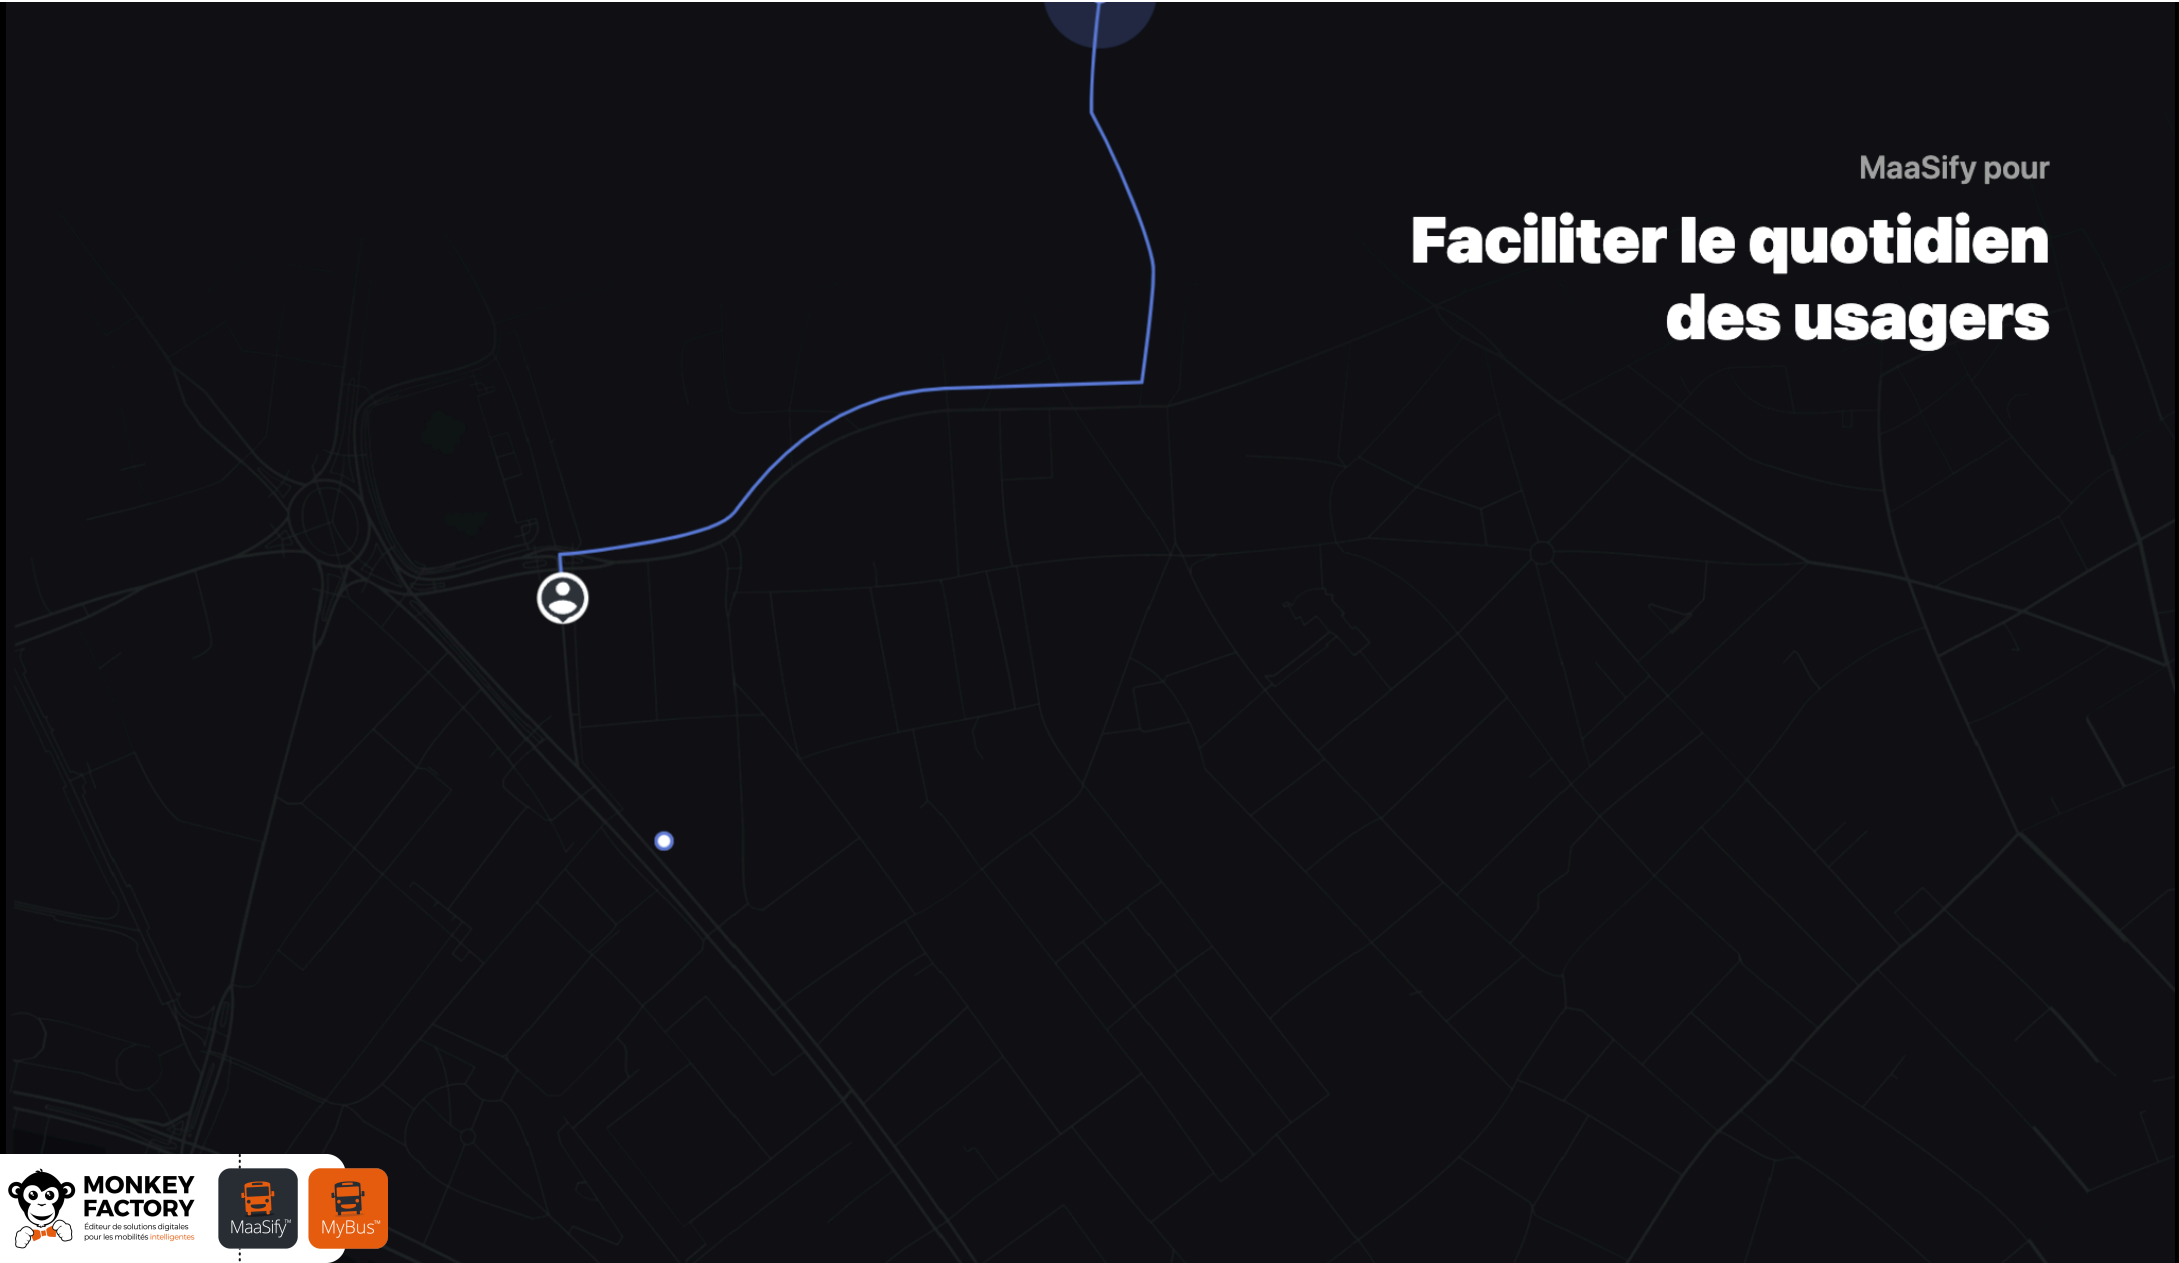 MaaSify pour
Faciliter le quotidien
des usagers
MONKEY
FACTORY
Éditeur de solutions digitales
pour les mobilités intelligentes
MaaSify™
MyBus™